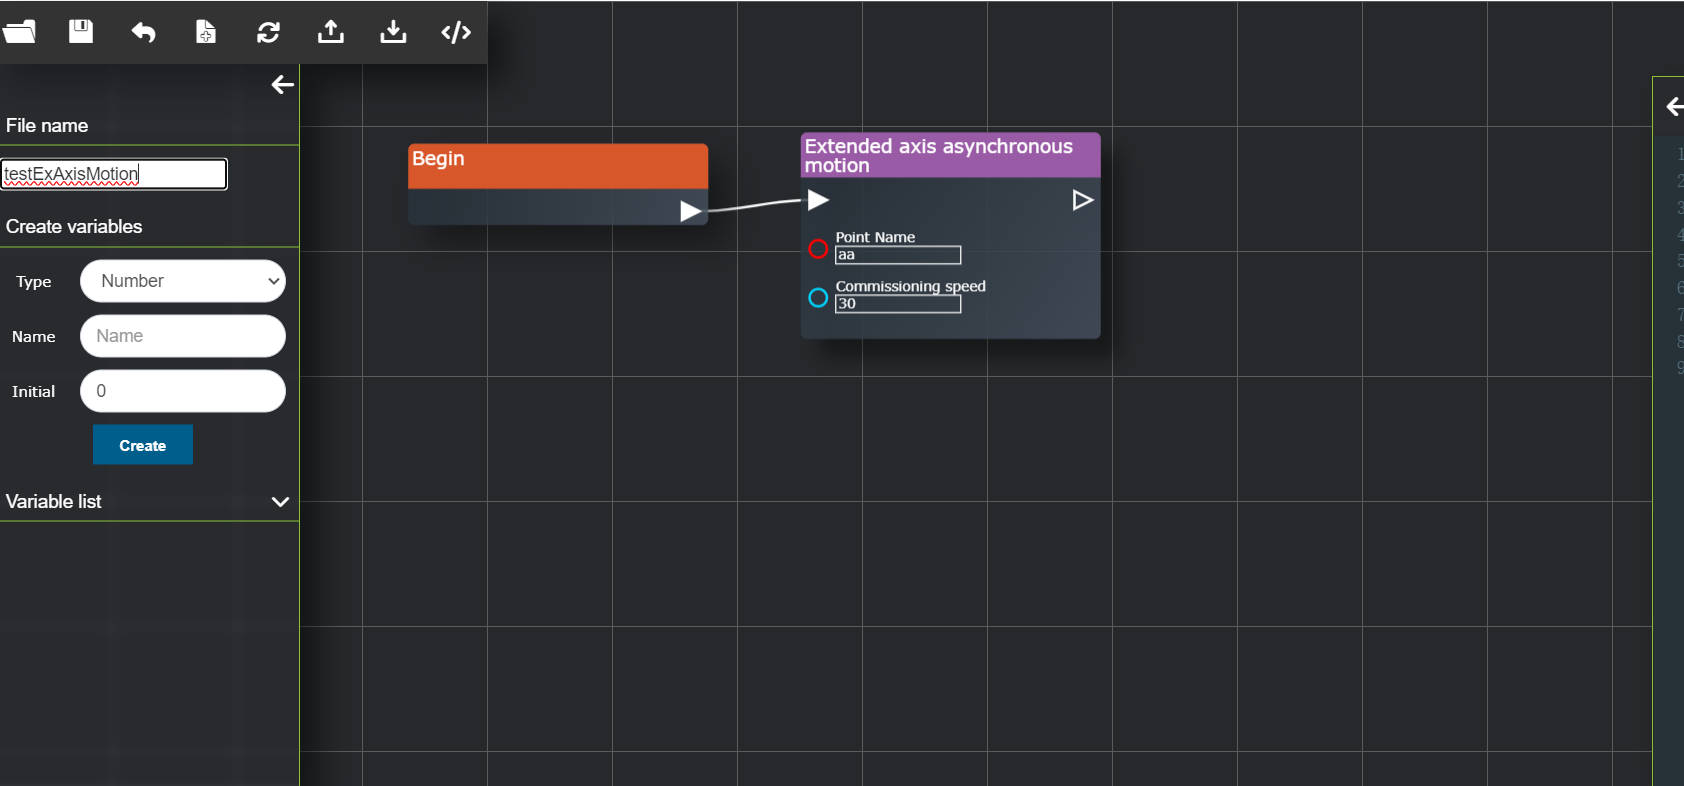 File name
testExAxisMotion
Create variables
Type
Number
Name
Name
Initial
0
Create
Variable list
Begin
Extended axis asynchronous
motion
Point Name
aa
Commissioning speed
30
1
2
3
4
5
6
7
8
9